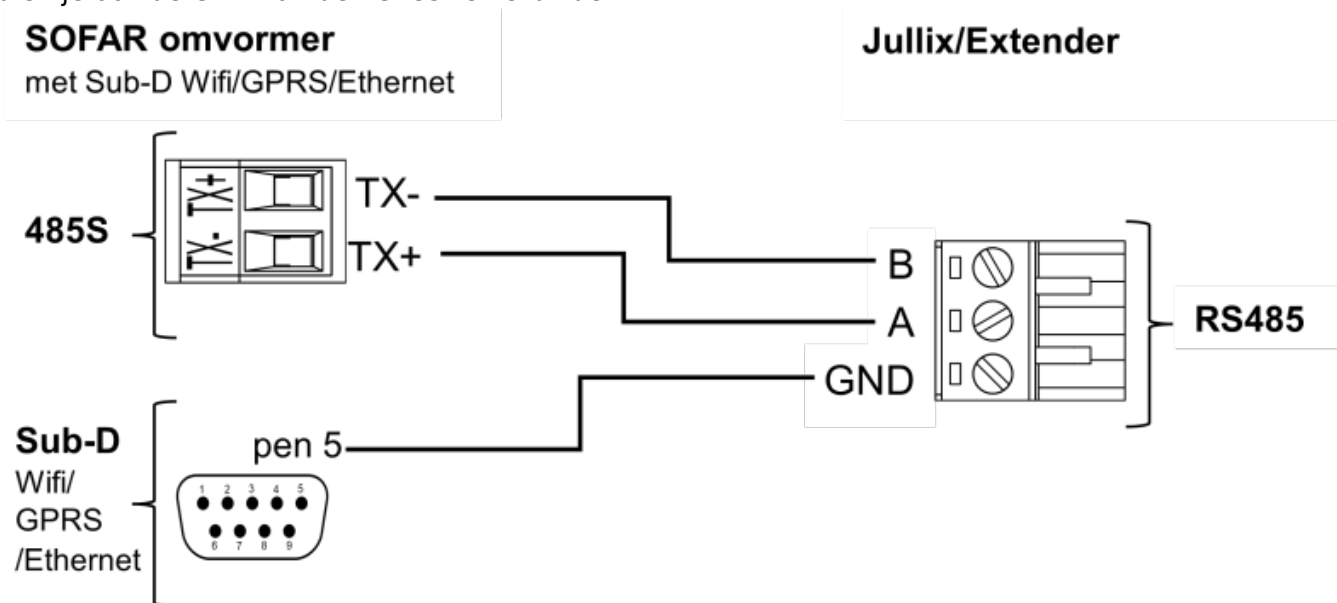 SOFAR omvormer
met Sub-D Wifi/GPRS/Ethernet
Jullix/Extender
485S
TX+
TX-
TX-
TX+
B
A
GND
RS485
Sub-D
Wifi/
GPRS
/Ethernet
pen 5
1 2 3 4 5
6 7 8 9